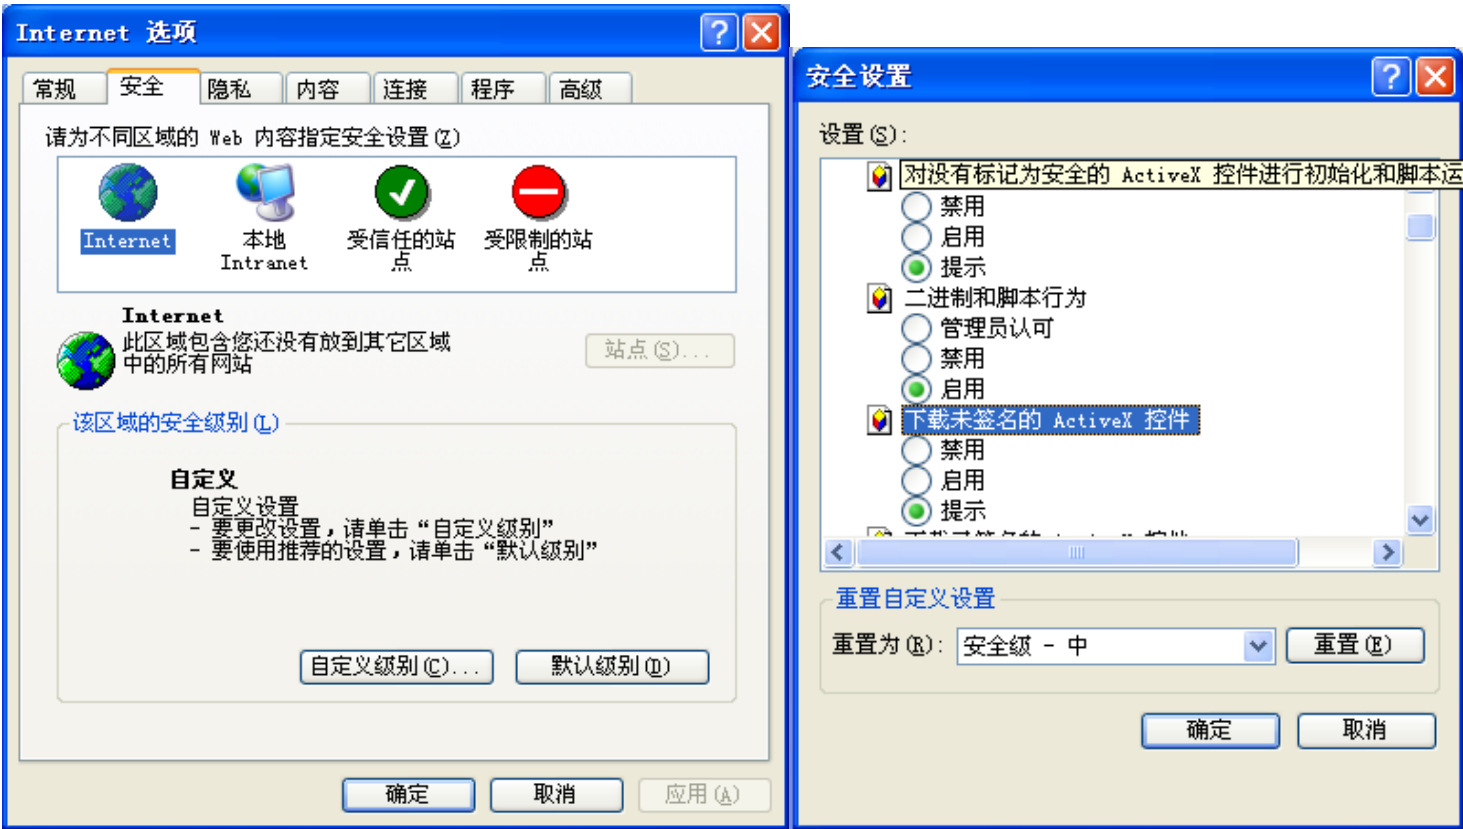 Internet 选项
常规
安全
隐私
内容
连接
程序
高级
请为不同区域的 Web 内容指定安全设置(Z)
Internet
本地
Intranet
受信任的站
点
受限制的站
点
Internet
此区域包含您还没有放到其它区域
中的所有网站
站点(S)...
该区域的安全级别(L)
自定义
自定义设置
- 要更改设置,请单击“自定义级别”
- 要使用推荐的设置,请单击“默认级别”
自定义级别(C)...
默认级别(D)
确定
取消
应用(A)
安全设置
设置(S):
对没有标记为安全的 ActiveX 控件进行初始化和脚本运
禁用
启用
提示
二进制和脚本行为
管理员认可
禁用
启用
下载未签名的 ActiveX 控件
禁用
启用
提示
重置自定义设置
重置为(R):
安全级 - 中
重置(E)
确定
取消